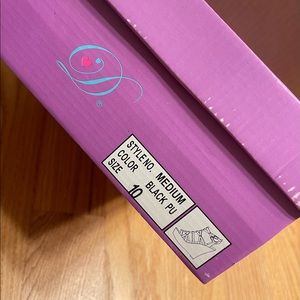 D
®
STYLE NO. MEDIUM
COLOR BLACK PU
SIZE 10